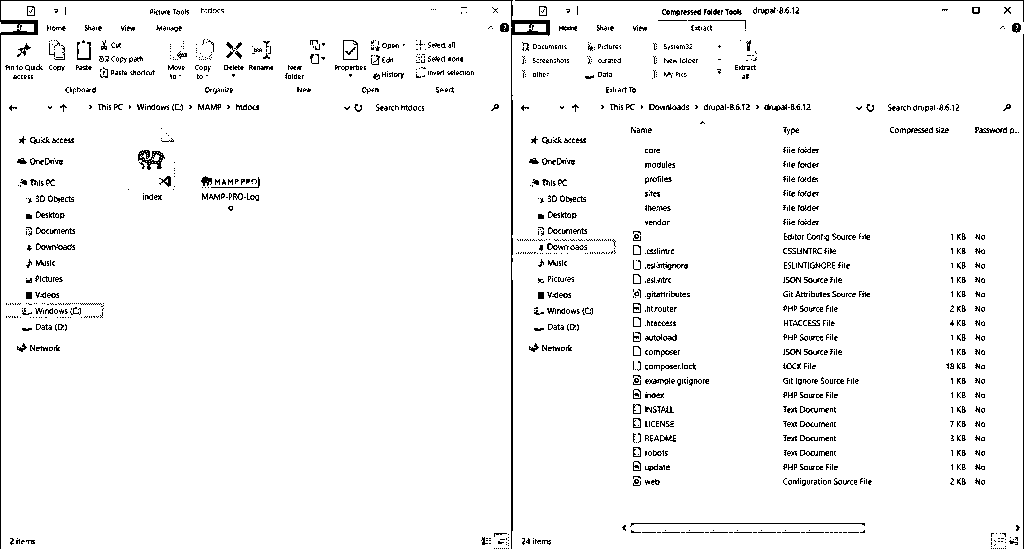 Picture Tools htdocs
Home Share View Manage
Pin to Quick access
Copy
Paste
Cut
Copy path
Paste shortcut
Move to
Copy to
Delete
Rename
New folder
Properties
Open
Edit
History
Select all
Select none
Invert selection
Clipboard Organize New Open Select
This PC Windows (C:) MAMP htdocs
Search htdocs
Quick access
OneDrive
This PC
3D Objects
Desktop
Documents
Downloads
Music
Pictures
Videos
Windows (C:)
Data (D:)
Network
index
MAMP PRO
MAMP-PRO-Log
o
2 items
Compressed Folder Tools drupal-8.6.12
Home Share View Extract
Documents Pictures System32
Screenshots curated New folder
other Data My Pics
Extract all
Extract To
This PC Downloads drupal-8.6.12 drupal-8.6.12
Search drupal-8.6.12
Quick access
OneDrive
This PC
3D Objects
Desktop
Documents
Downloads
Music
Pictures
Videos
Windows (C:)
Data (D:)
Network
Name Type Compressed size Password p...
core File folder
modules File folder
profiles File folder
sites File folder
themes File folder
vendor File folder
Editor Config Source File 1 KB No
.csslintrc CSSLINTRC File 1 KB No
.eslintignore ESLINTIGNORE File 1 KB No
.eslintrc JSON Source File 1 KB No
.gitattributes Git Attributes Source File 1 KB No
.ht.router PHP Source File 2 KB No
.htaccess HTACCESS File 4 KB No
autoload PHP Source File 1 KB No
composer JSON Source File 1 KB No
composer.lock LOCK File 18 KB No
example.gitignore Git Ignore Source File 1 KB No
index PHP Source File 1 KB No
INSTALL Text Document 1 KB No
LICENSE Text Document 7 KB No
README Text Document 3 KB No
robots Text Document 1 KB No
update PHP Source File 1 KB No
web Configuration Source File 2 KB No
24 items